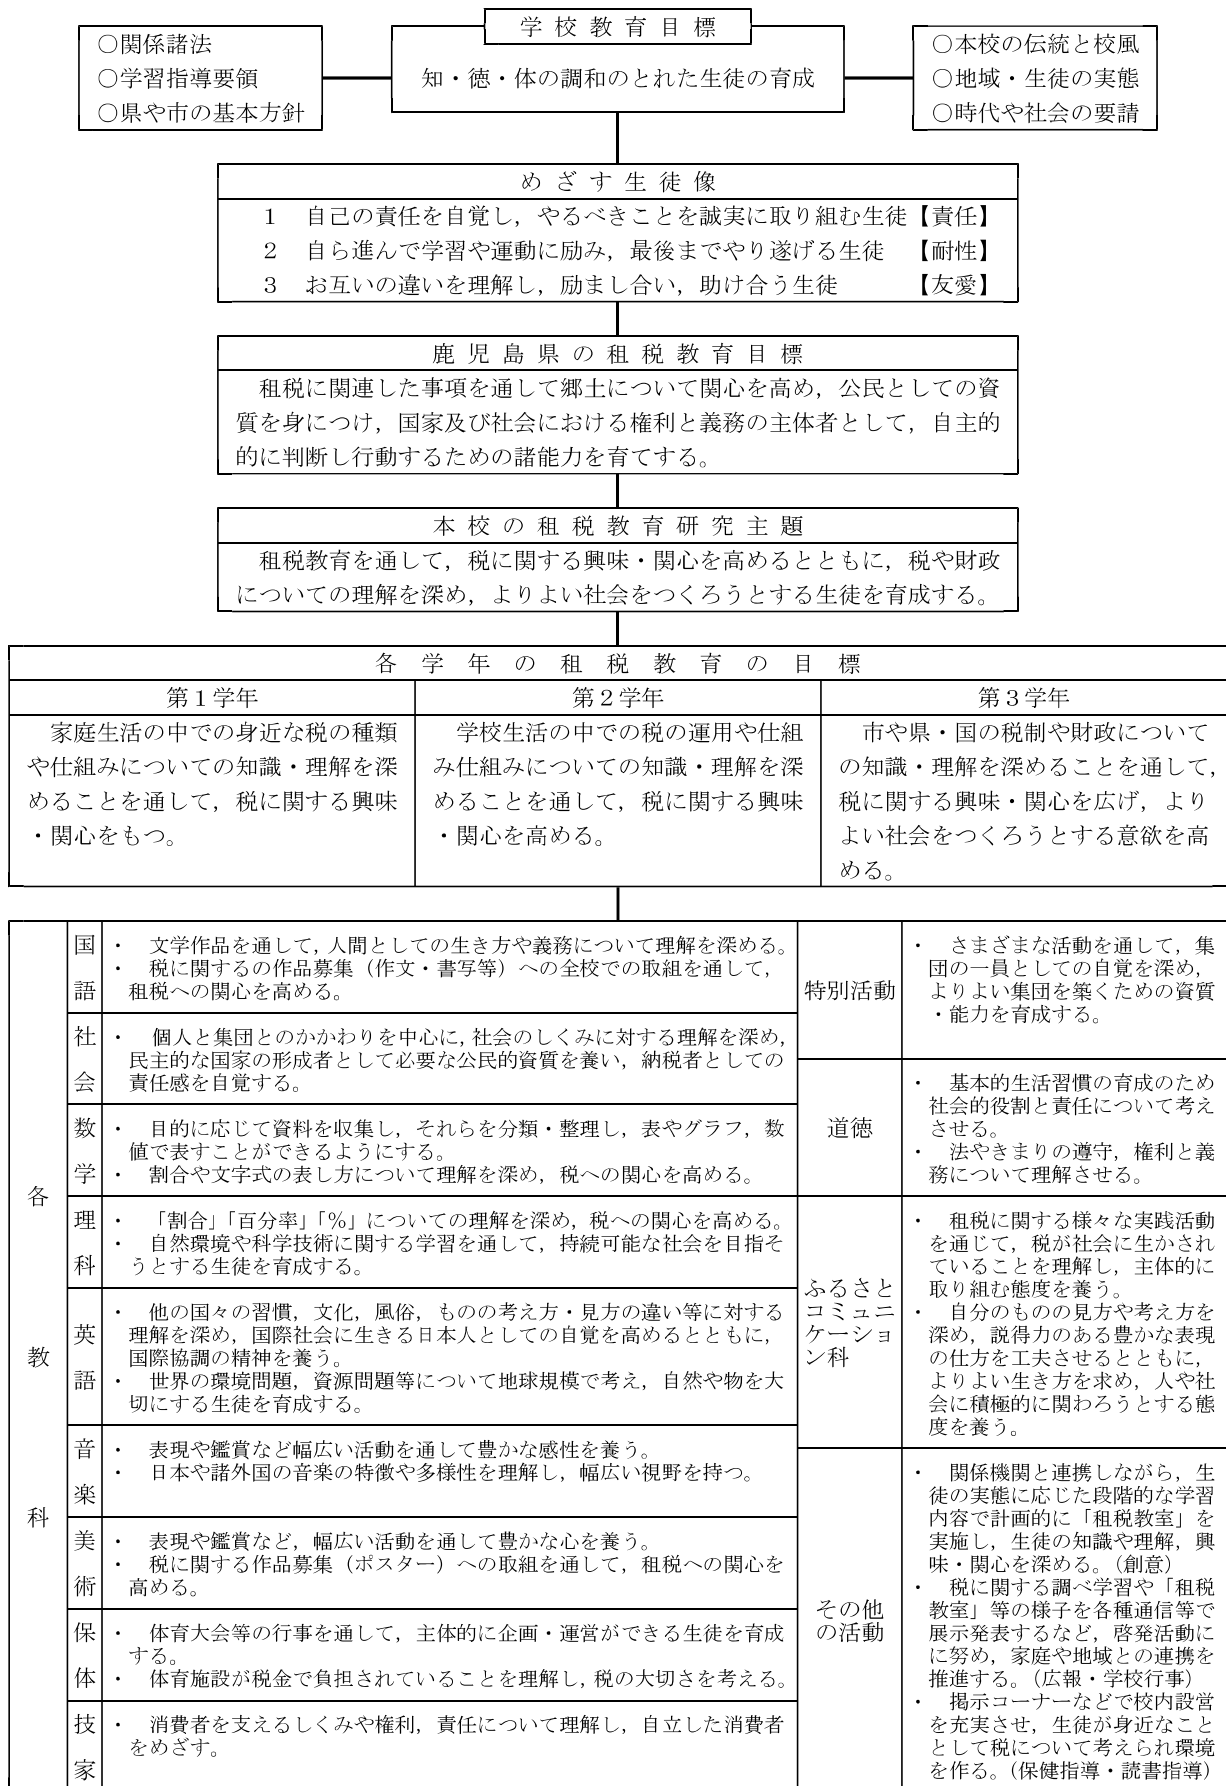 学校教育目標
○関係諸法
○学習指導要領
○県や市の基本方針
知・徳・体の調和のとれた生徒の育成
○本校の伝統と校風
○地域・生徒の実態
○時代や社会の要請
めざす生徒像
1　自己の責任を自覚し，やるべきことを誠実に取り組む生徒【責任】
2　自ら進んで学習や運動に励み，最後までやり遂げる生徒　【耐性】
3　お互いの違いを理解し，励まし合い，助け合う生徒　【友愛】
鹿児島県の租税教育目標
租税に関連した事項を通して郷土について関心を高め，公民としての資
質を身につけ，国家及び社会における権利と義務の主体者として，自主的
的に判断し行動するための諸能力を育てする。
本校の租税教育研究主題
租税教育を通して，税に関する興味・関心を高めるとともに，税や財政
についての理解を深め，よりよい社会をつくろうとする生徒を育成する。
各学年の租税教育の目標
第1学年
家庭生活の中での身近な税の種類
や仕組みについての知識・理解を深
めることを通して，税に関する興味
・関心をもつ。
第2学年
学校生活の中での税の運用や仕組
み仕組みについての知識・理解を深
めることを通して，税に関する興味
・関心を高める。
第3学年
市や県・国の税制や財政について
の知識・理解を深めることを通して，
税に関する興味・関心を広げ，より
よい社会をつくろうとする意欲を高
める。
各教科
国語
・　文学作品を通して，人間としての生き方や義務について理解を深める。
・　税に関するの作品募集（作文・書写等）への全校での取組を通して，
租税への関心を高める。
社会
・　個人と集団とのかかわりを中心に，社会のしくみに対する理解を深め，
民主的な国家の形成者として必要な公民的資質を養い，納税者としての
責任感を自覚する。
数学
・　目的に応じて資料を収集し，それらを分類・整理し，表やグラフ，数
値で表すことができるようにする。
・　割合や文字式の表し方について理解を深め，税への関心を高める。
理科
・　「割合」「百分率」「％」についての理解を深め，税への関心を高める。
・　自然環境や科学技術に関する学習を通して，持続可能な社会を目指そ
うとする生徒を育成する。
英語
・　他の国々の習慣，文化，風俗，ものの考え方・見方の違い等に対する
理解を深め，国際社会に生きる日本人としての自覚を高めるとともに，
国際協調の精神を養う。
・　世界の環境問題，資源問題等について地球規模で考え，自然や物を大
切にする生徒を育成する。
音楽
・　表現や鑑賞など幅広い活動を通して豊かな感性を養う。
・　日本や諸外国の音楽の特徴や多様性を理解し，幅広い視野を持つ。
美術
・　表現や鑑賞など，幅広い活動を通して豊かな心を養う。
・　税に関する作品募集（ポスター）への取組を通して，租税への関心を
高める。
保体
・　体育大会等の行事を通して，主体的に企画・運営ができる生徒を育成
する。
・　体育施設が税金で負担されていることを理解し，税の大切さを考える。
技家
・　消費者を支えるしくみや権利，責任について理解し，自立した消費者
をめざす。
特別活動
・　さまざまな活動を通して，集
団の一員としての自覚を深め，
よりよい集団を築くための資質
・能力を育成する。
道徳
・　基本的生活習慣の育成のため
社会的役割と責任について考え
させる。
・　法やきまりの遵守，権利と義
務について理解させる。
ふるさと
コミュニ
ケーショ
ン科
・　租税に関する様々な実践活動
を通じて，税が社会に生かされ
ていることを理解し，主体的に
取り組む態度を養う。
・　自分のものの見方や考え方を
深め，説得力のある豊かな表現
の仕方を工夫させるとともに，
よりよい生き方を求め，人や社
会に積極的に関わろうとする態
度を養う。
その他
の活動
・　関係機関と連携しながら，生
徒の実態に応じた段階的な学習
内容で計画的に「租税教室」を
実施し，生徒の知識や理解，興
味・関心を深める。（創意）
・　税に関する調べ学習や「租税
教室」等の様子を各種通信等で
展示発表するなど，啓発活動に
に努め，家庭や地域との連携を
推進する。（広報・学校行事）
・　掲示コーナーなどで校内設営
を充実させ，生徒が身近なこと
として税について考えられ環境
を作る。（保健指導・読書指導）